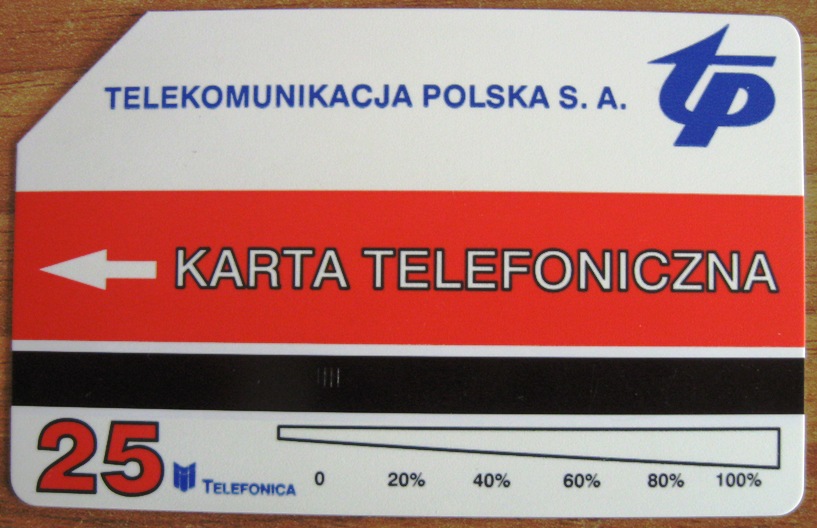 TELEKOMUNIKACJA POLSKA S. A.
TP
KARTA TELEFONICZNA
25
TELEFONICA
0 20% 40% 60% 80% 100%